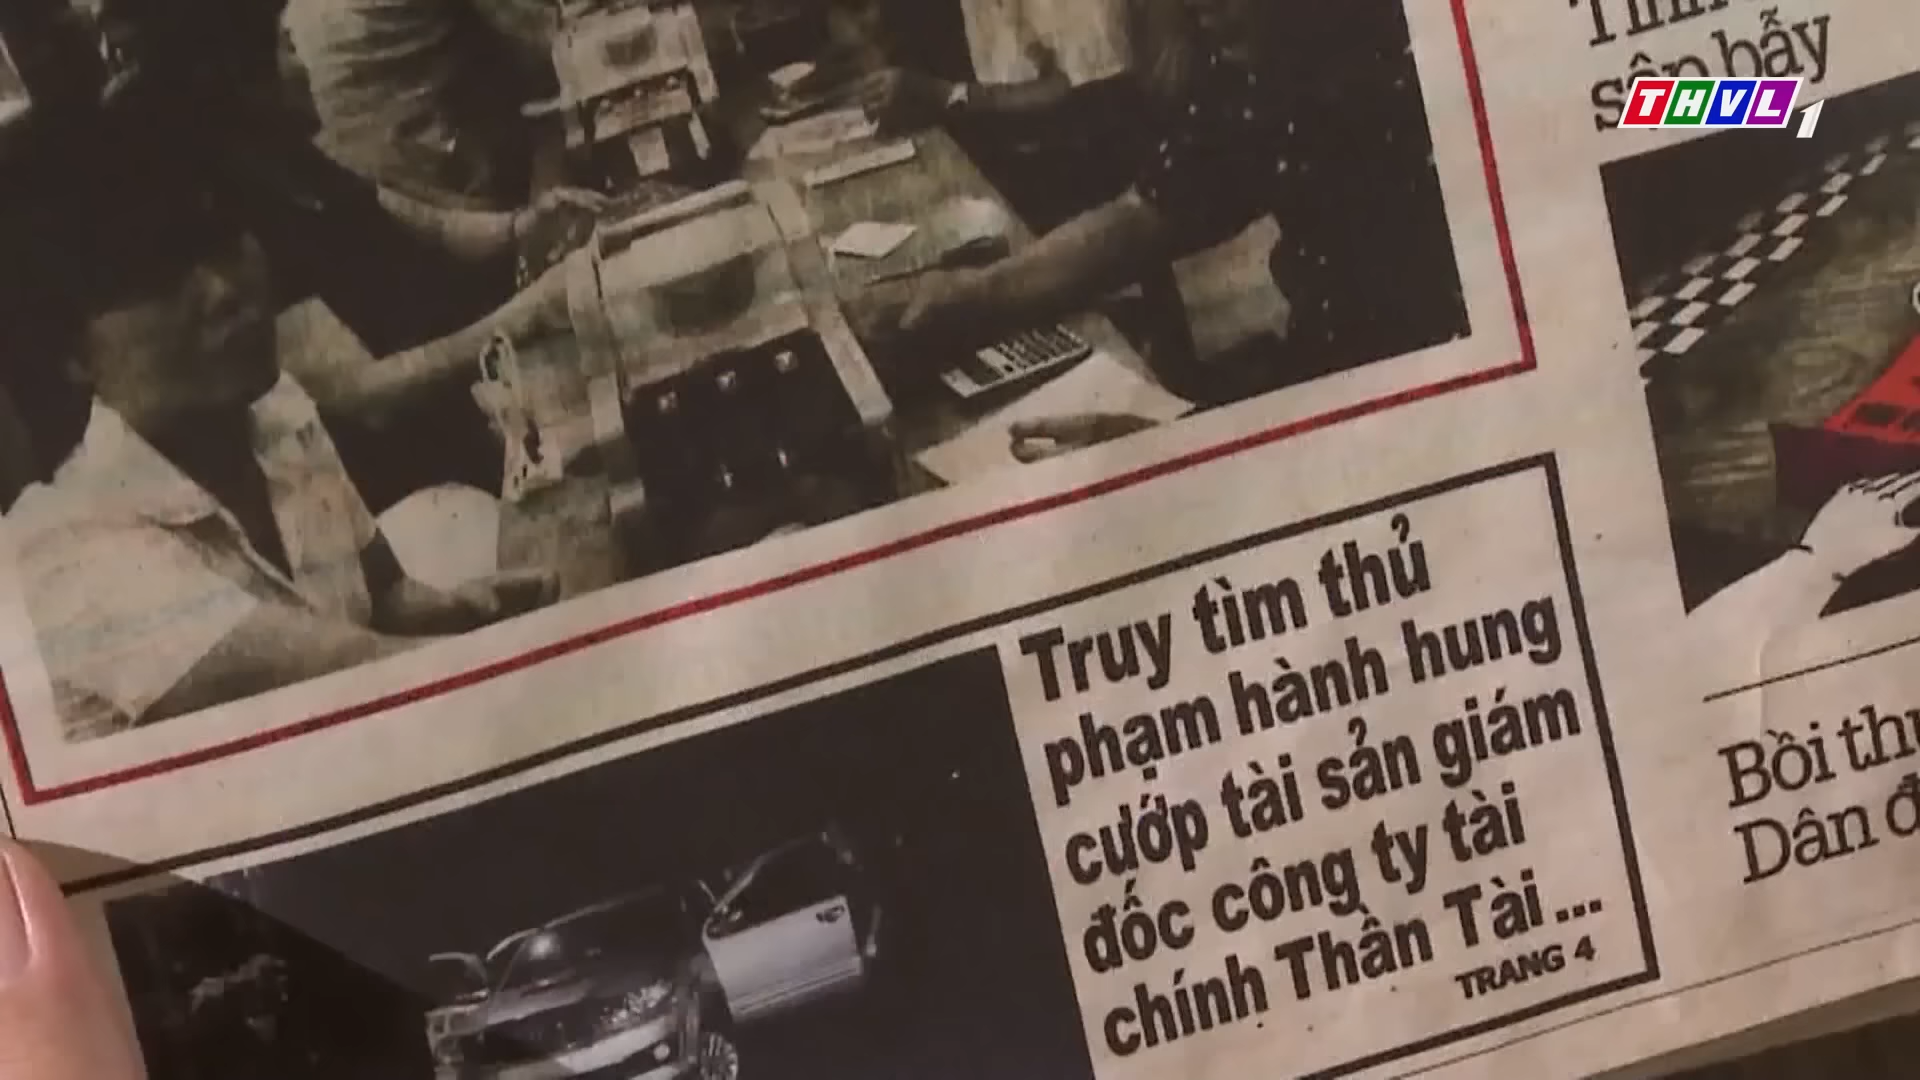 sập bẫy
THVL1
Truy tìm thủ
phạm hành hung
cướp tài sản giám
đốc công ty tài
chính Thần Tài...
TRANG 4
Bồi
Dân